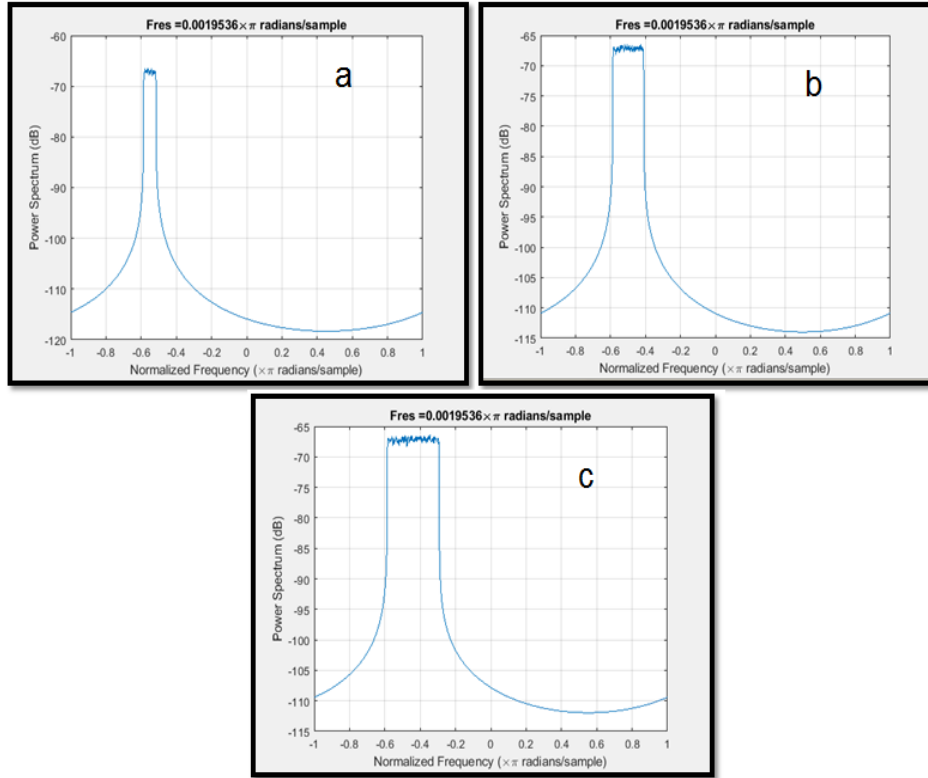 Fres =0.0019536×π radians/sample
a
Power Spectrum (dB)
-60
-70
-80
-90
-100
-110
-120
-1 -0.8 -0.6 -0.4 -0.2 0 0.2 0.4 0.6 0.8 1
Normalized Frequency (×π radians/sample)
Fres =0.0019536×π radians/sample
b
Power Spectrum (dB)
-65
-70
-75
-80
-85
-90
-95
-100
-105
-110
-115
-1 -0.8 -0.6 -0.4 -0.2 0 0.2 0.4 0.6 0.8 1
Normalized Frequency (×π radians/sample)
Fres =0.0019536×π radians/sample
c
Power Spectrum (dB)
-65
-70
-75
-80
-85
-90
-95
-100
-105
-110
-115
-1 -0.8 -0.6 -0.4 -0.2 0 0.2 0.4 0.6 0.8 1
Normalized Frequency (×π radians/sample)